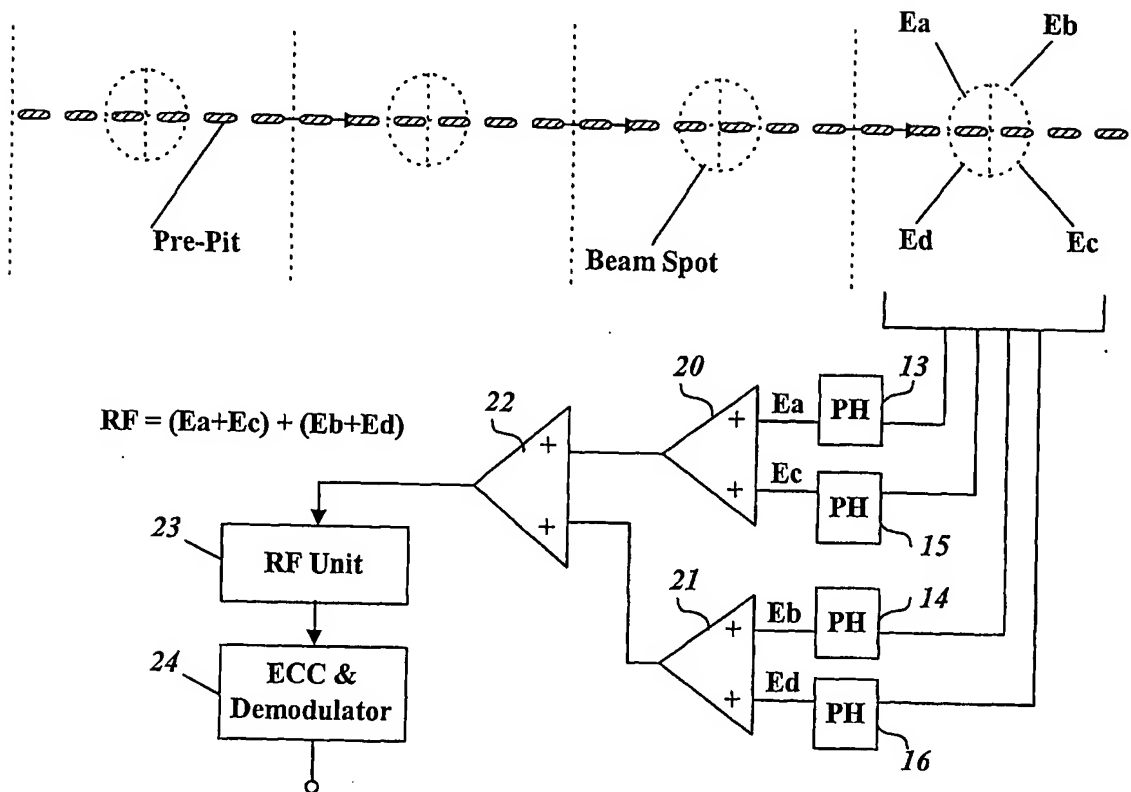 Ea
Eb
Pre-Pit
Beam Spot
Ed
Ec
13
20
Ea
PH
22
RF = (Ea+Ec) + (Eb+Ed)
+
+
Ec
+
PH
+
23
15
RF Unit
21
14
Eb
PH
+
24
ECC &
Demodulator
Ed
+
PH
16